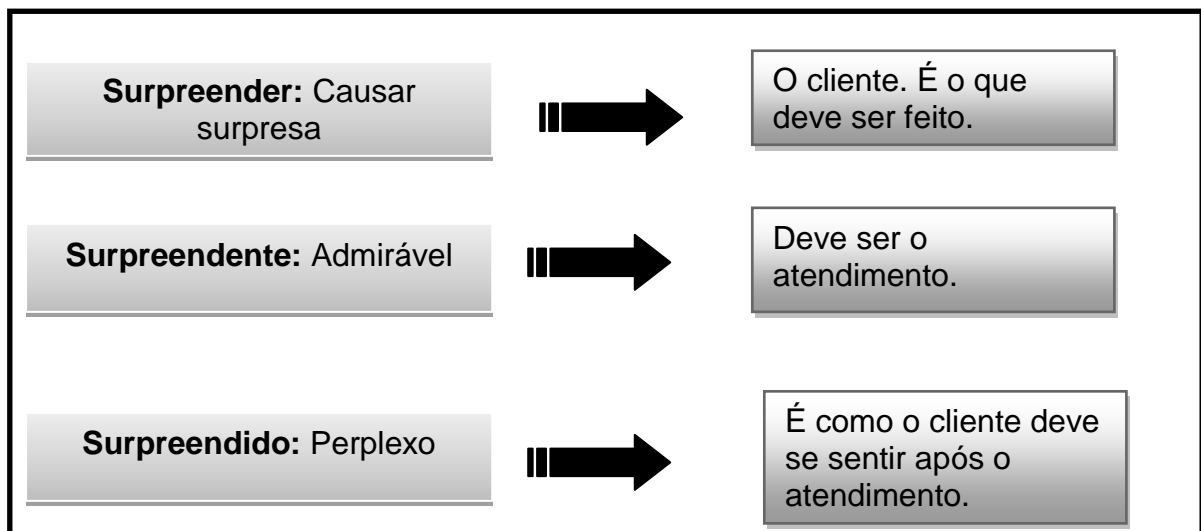 Surpreender: Causar
surpresa
O cliente. É o que
deve ser feito.
Surpreendente: Admirável
Deve ser o
atendimento.
Surpreendido: Perplexo
É como o cliente deve
se sentir após o
atendimento.